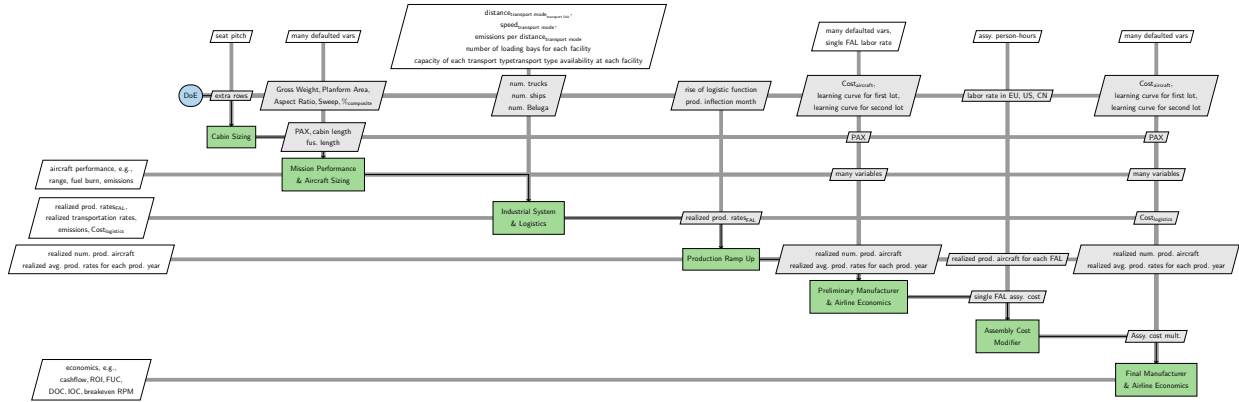 distance transport mode transport link,
speed transport mode,
emissions per distance transport mode
number of loading bays for each facility
capacity of each transport typetransport type availability at each facility
seat pitch
many defaulted vars
many defaulted vars,
single FAL labor rate
assy. person-hours
many defaulted vars
DoE
extra rows
Gross Weight, Planform Area,
Aspect Ratio, Sweep, %composite
num. trucks
num. ships
num. Beluga
rise of logistic function
prod. inflection month
Cost aircraft,
learning curve for first lot,
learning curve for second lot
labor rate in EU, US, CN
Cost aircraft,
learning curve for first lot,
learning curve for second lot
Cabin Sizing
PAX, cabin length
fus. length
PAX
PAX
aircraft performance, e.g.,
range, fuel burn, emissions
Mission Performance
& Aircraft Sizing
many variables
many variables
realized prod. rates FAL,
realized transportation rates,
emissions, Cost logistics
Industrial System
& Logistics
realized prod. rates FAL
Cost logistics
realized num. prod. aircraft
realized avg. prod. rates for each prod. year
Production Ramp Up
realized num. prod. aircraft
realized avg. prod. rates for each prod. year
realized prod. aircraft for each FAL
realized num. prod. aircraft
realized avg. prod. rates for each prod. year
Preliminary Manufacturer
& Airline Economics
single FAL assy. cost
Assembly Cost
Modifier
Assy. cost mult.
economics, e.g.,
cashflow, ROI, FUC,
DOC, IOC, breakeven RPM
Final Manufacturer
& Airline Economics